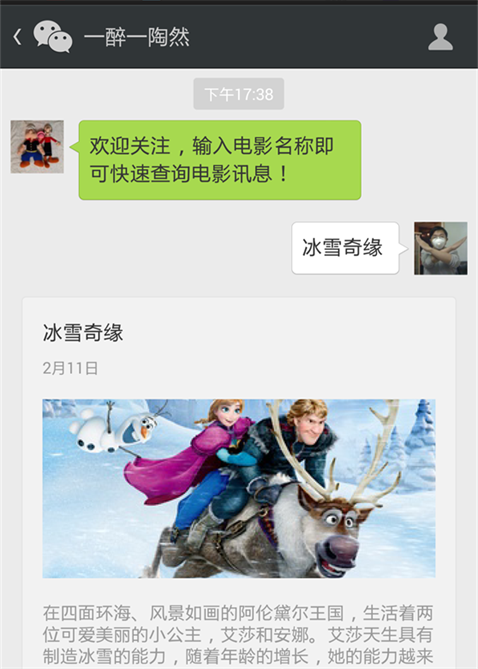 一醉一陶然
下午17:38
欢迎关注，输入电影名称即
可快速查询电影讯息！
冰雪奇缘
冰雪奇缘
2月11日
在四面环海、风景如画的阿伦黛尔王国，生活着两
位可爱美丽的小公主，艾莎和安娜。艾莎天生具有
制造冰雪的能力，随着年龄的增长，她的能力越来